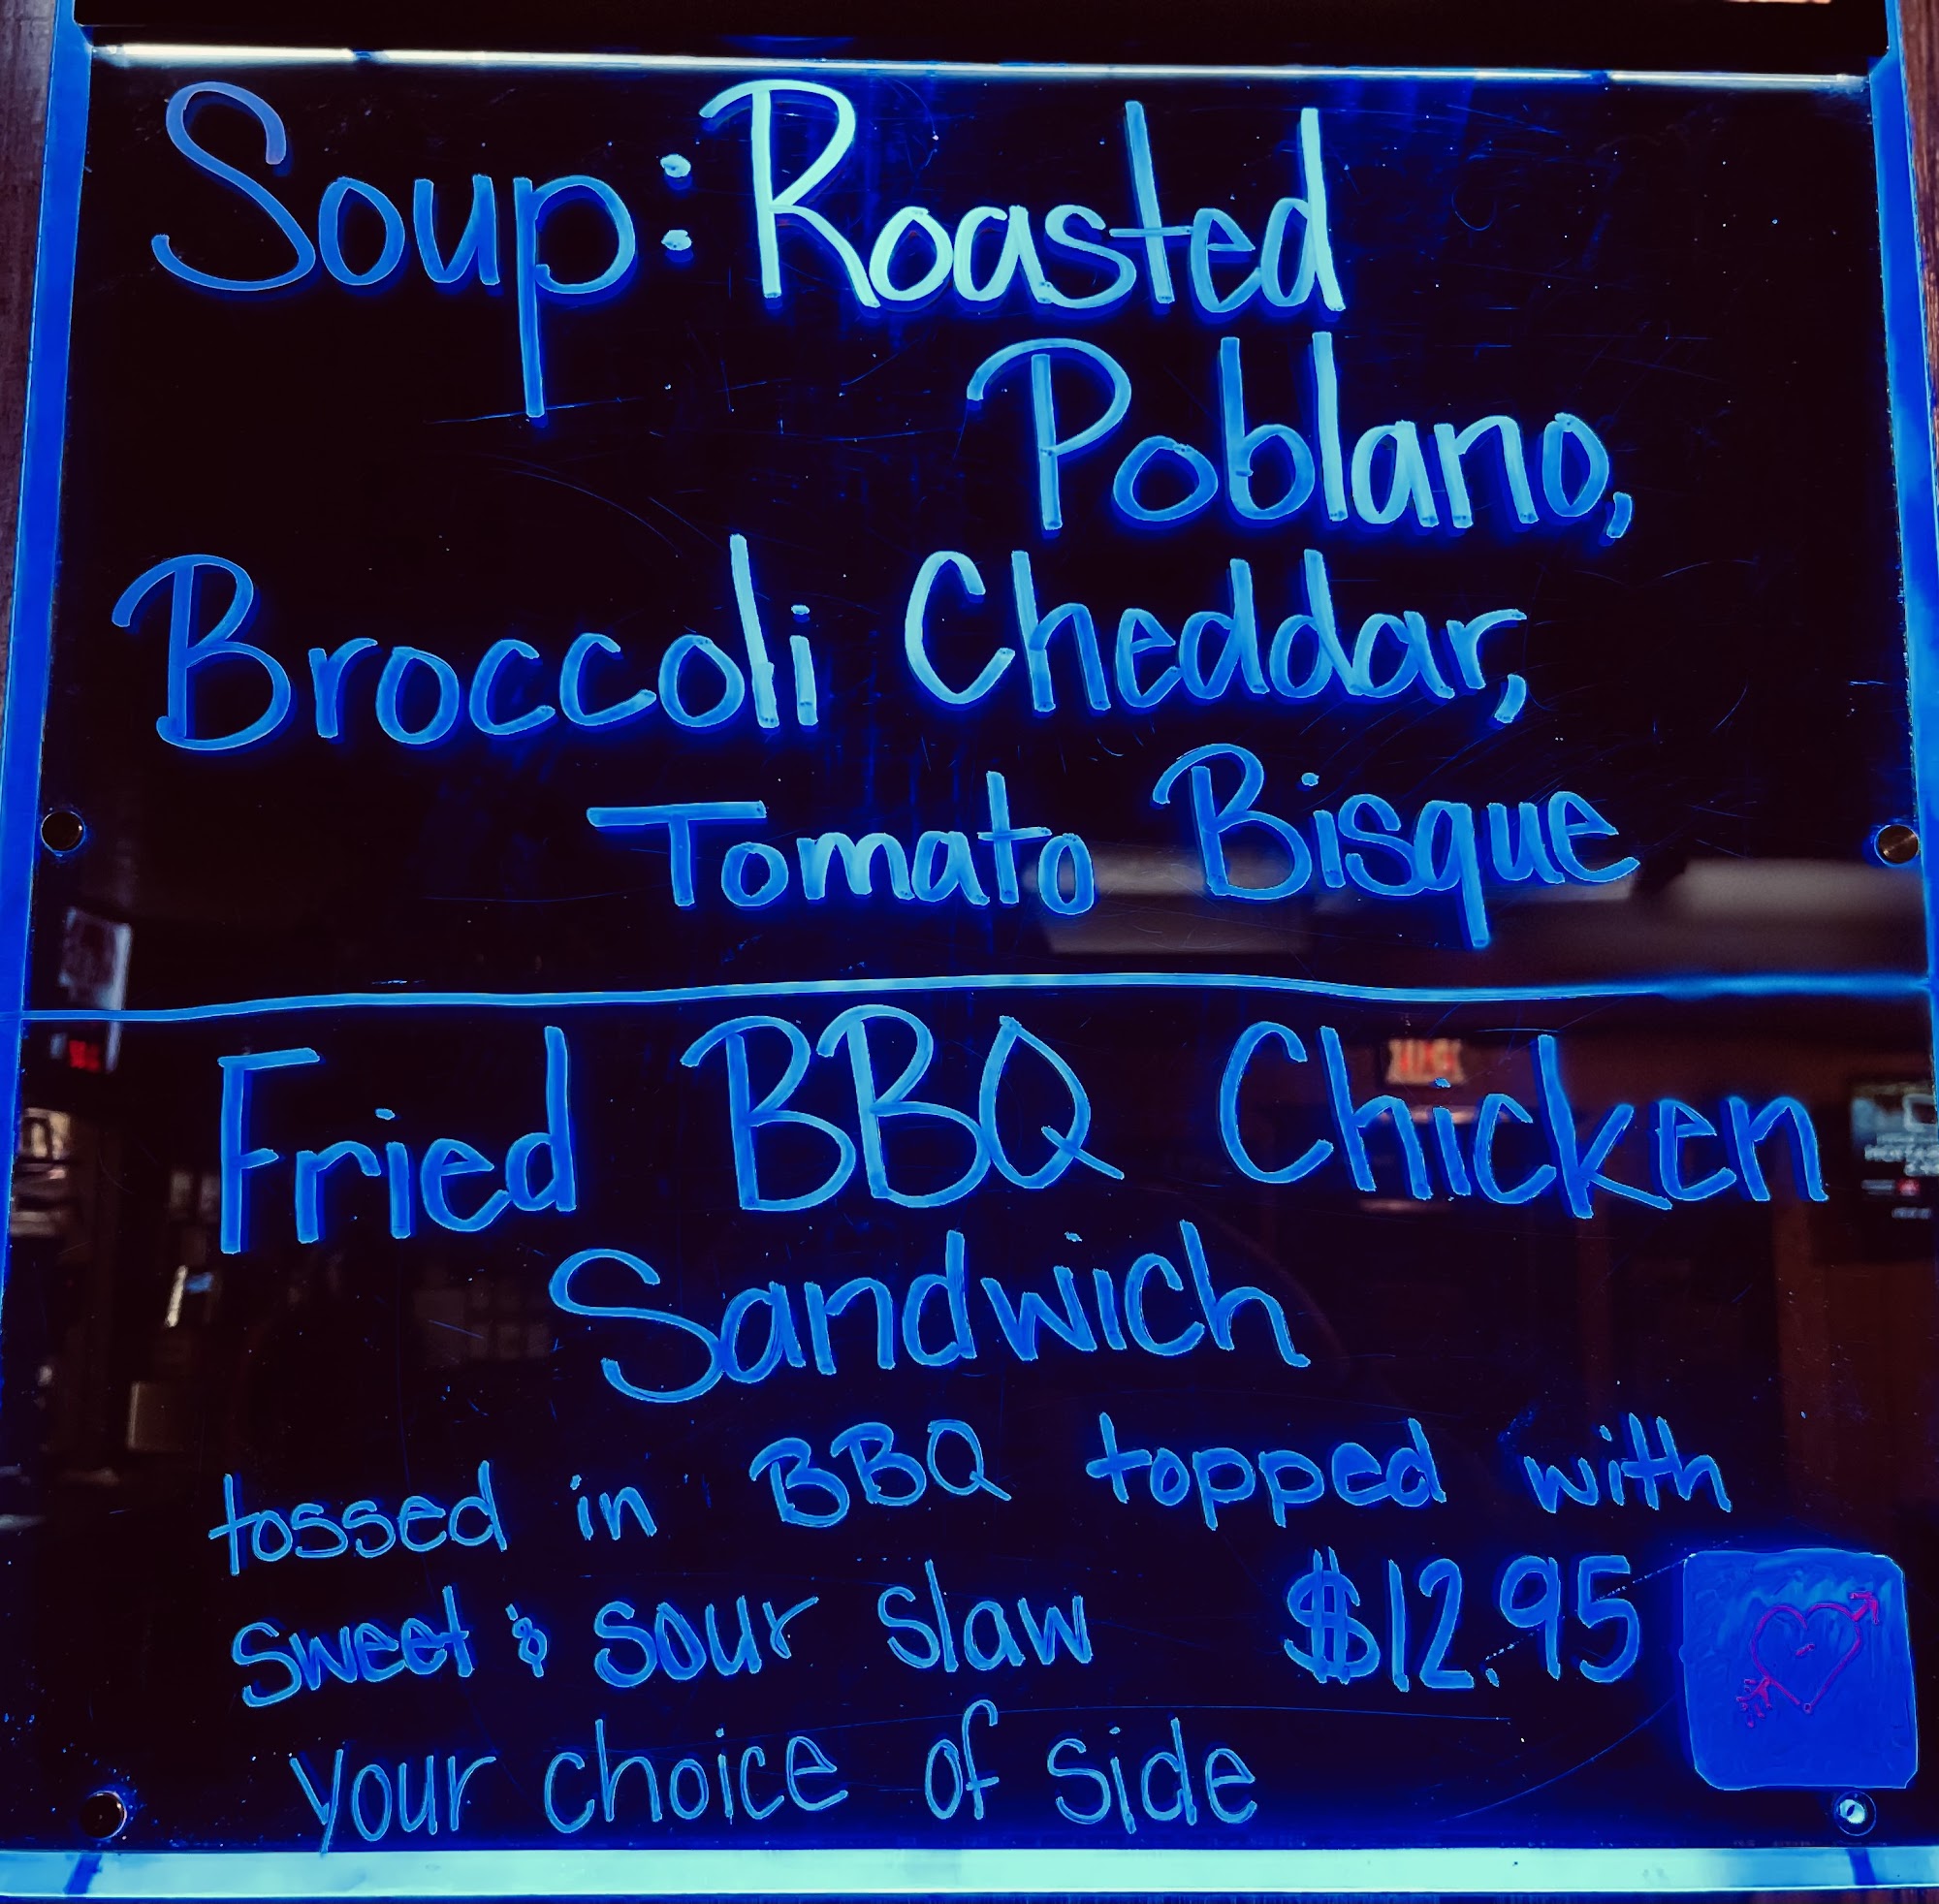 Soup: Roasted
Poblano,
Broccoli Cheddar,
Tomato Bisque
Fried BBQ Chicken
Sandwich
tossed in BBQ topped with
sweet & sour slaw $12.95
your choice of side